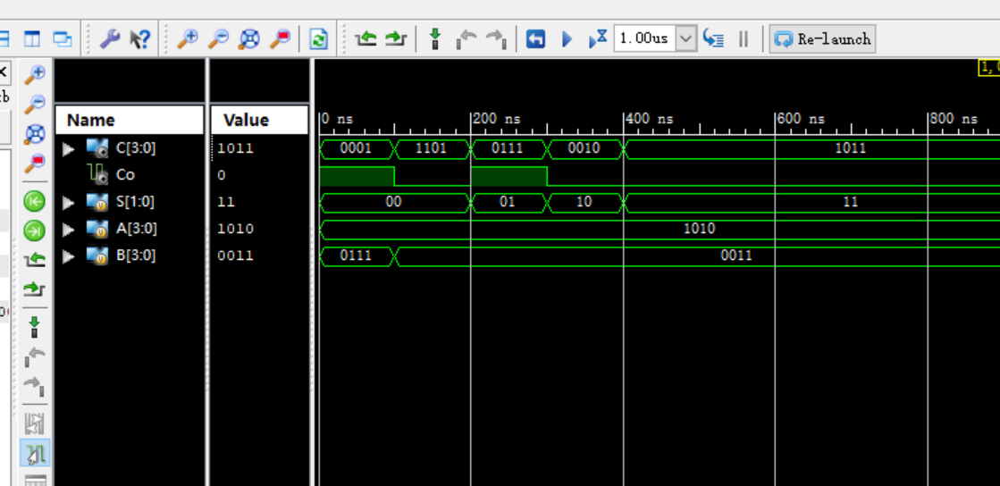 1.00us Re-launch
1,
Name Value 0 ns 200 ns 400 ns 600 ns 800 ns
C[3:0] 1011 0001 1101 0111 0010 1011
Co 0
S[1:0] 11 00 01 10 11
A[3:0] 1010 1010
B[3:0] 0011 0111 0011